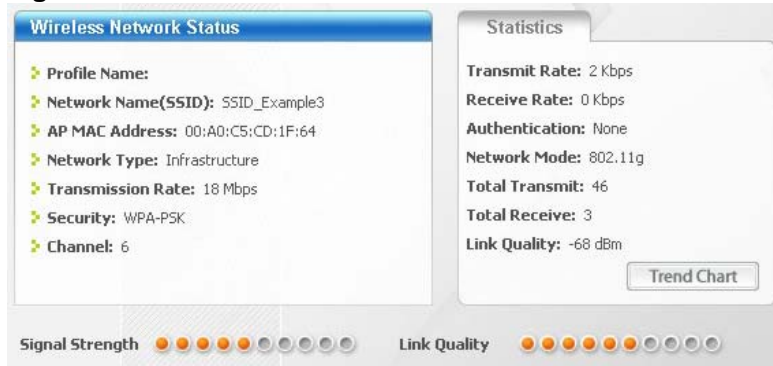 Wireless Network Status
Profile Name:
Network Name(SSID): SSID_Example3
AP MAC Address: 00:A0:C5:CD:1F:64
Network Type: Infrastructure
Transmission Rate: 18 Mbps
Security: WPA-PSK
Channel: 6
Statistics
Transmit Rate: 2 Kbps
Receive Rate: 0 Kbps
Authentication: None
Network Mode: 802.11g
Total Transmit: 46
Total Receive: 3
Link Quality: -68 dBm
Trend Chart
Signal Strength
Link Quality